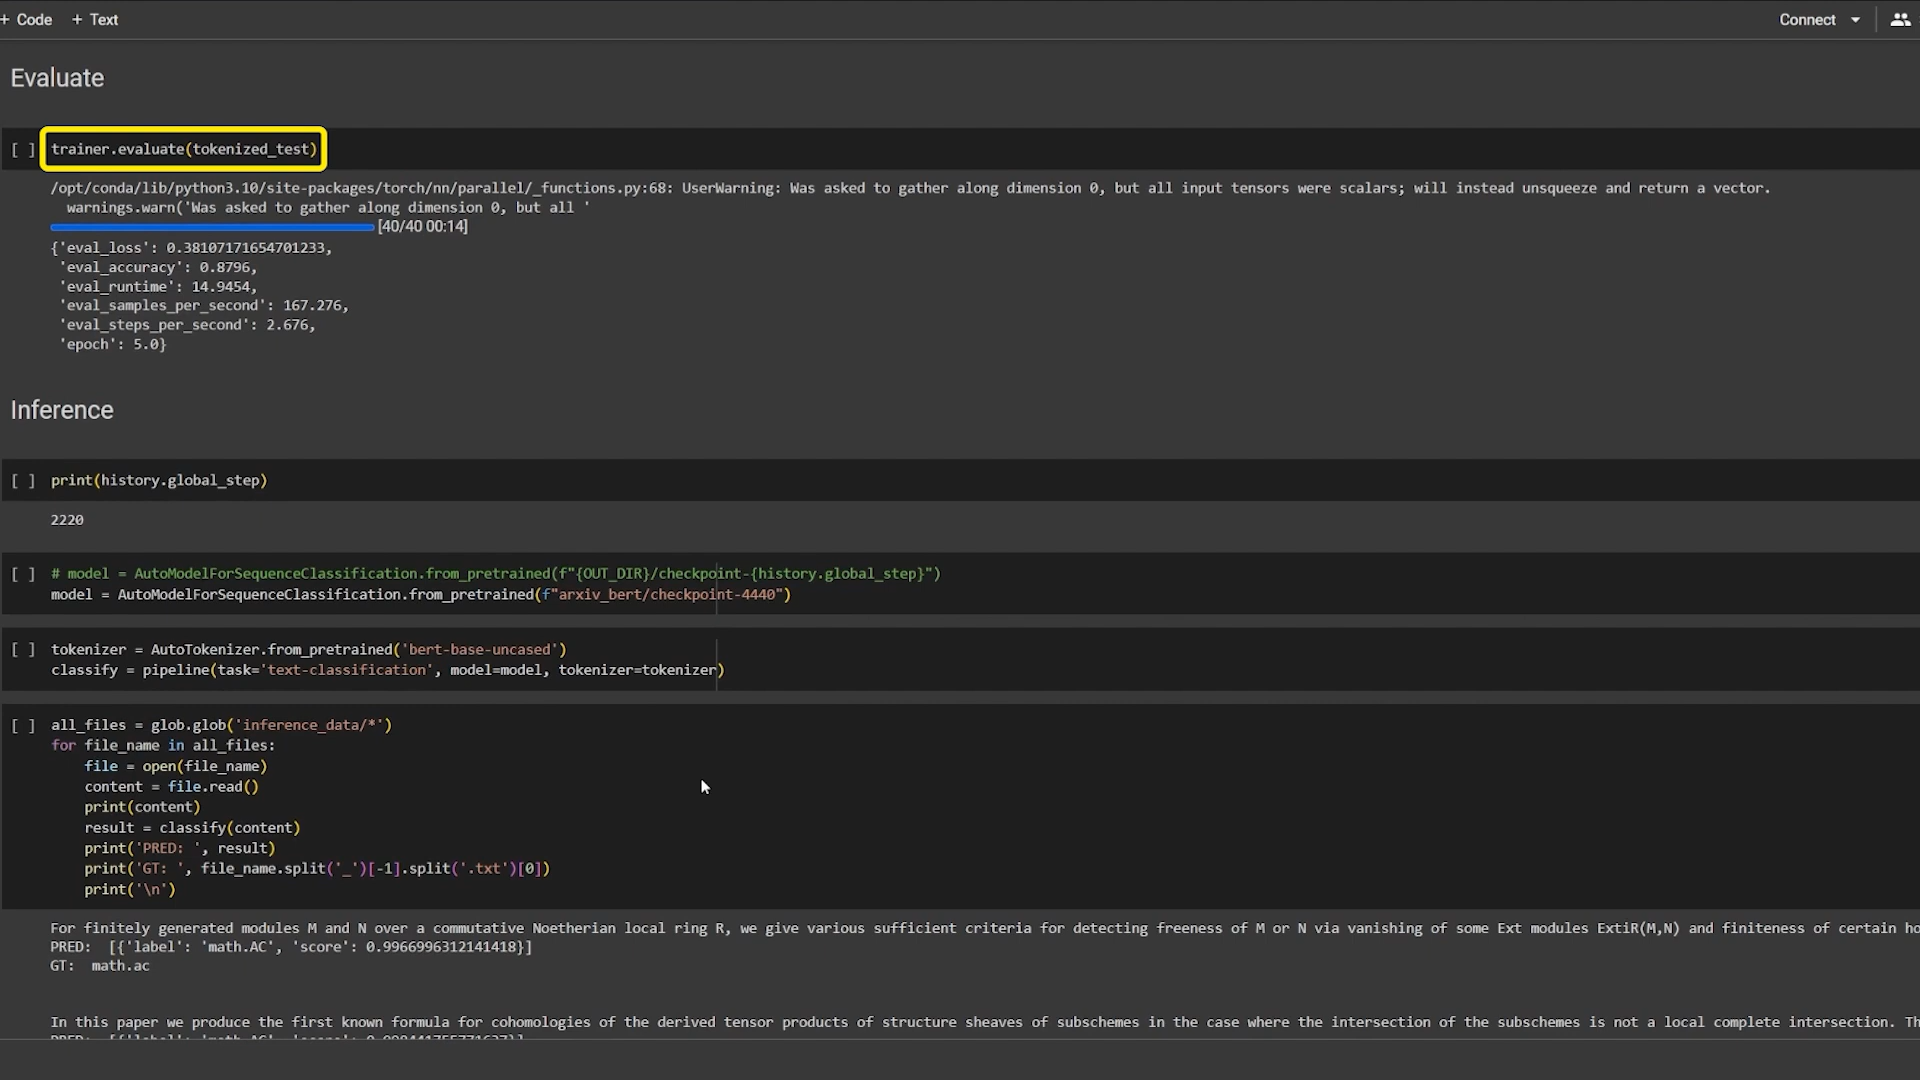 + Code + Text Connect
Evaluate
[ ] trainer.evaluate(tokenized_test)
/opt/conda/lib/python3.10/site-packages/torch/nn/parallel/_functions.py:68: UserWarning: Was asked to gather along dimension 0, but all input tensors were scalars; will instead unsqueeze and return a vector.
warnings.warn('Was asked to gather along dimension 0, but all '
[40/40 00:14]
{'eval_loss': 0.38107171654701233,
'eval_accuracy': 0.8796,
'eval_runtime': 14.9454,
'eval_samples_per_second': 167.276,
'eval_steps_per_second': 2.676,
'epoch': 5.0}
Inference
[ ] print(history.global_step)
2220
[ ] # model = AutoModelForSequenceClassification.from_pretrained(f"{OUT_DIR}/checkpoint-{history.global_step}")
model = AutoModelForSequenceClassification.from_pretrained(f"arxiv_bert/checkpoint-4440")
[ ] tokenizer = AutoTokenizer.from_pretrained('bert-base-uncased')
classify = pipeline(task='text-classification', model=model, tokenizer=tokenizer)
[ ] all_files = glob.glob('inference_data/*')
for file_name in all_files:
file = open(file_name)
content = file.read()
print(content)
result = classify(content)
print('PRED: ', result)
print('GT: ', file_name.split('_')[-1].split('.txt')[0])
print('\n')
For finitely generated modules M and N over a commutative Noetherian local ring R, we give various sufficient criteria for detecting freeness of M or N via vanishing of some Ext modules ExtiR(M,N) and finiteness of certain ho
PRED: [{'label': 'math.AC', 'score': 0.9966996312141418}]
GT: math.ac
In this paper we produce the first known formula for cohomologies of the derived tensor products of structure sheaves of subschemes in the case where the intersection of the subschemes is not a local complete intersection. Th